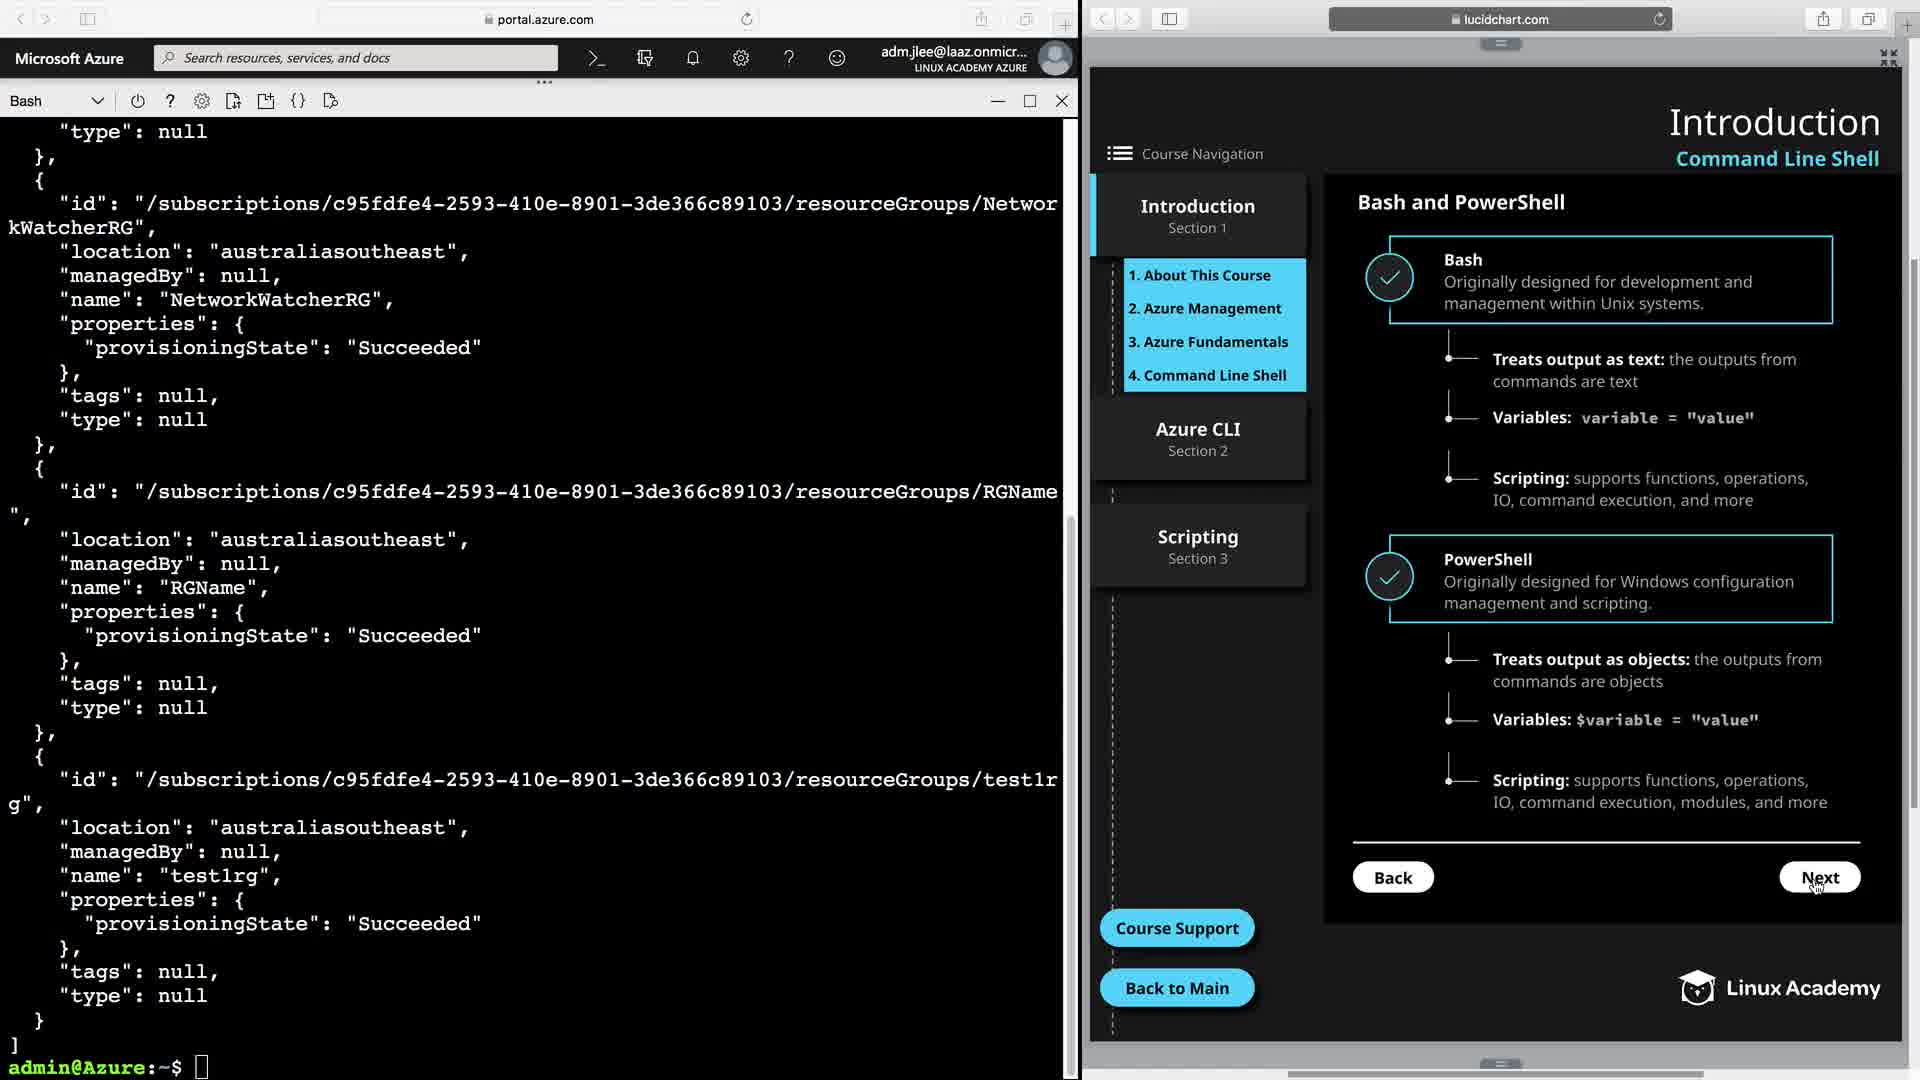 portal.azure.com
Microsoft Azure
Search resources, services, and docs
adm.jlee@laaz.onmicr...
LINUX ACADEMY AZURE
Bash
"type": null
},
{
"id": "/subscriptions/c95fdfe4-2593-410e-8901-3de366c89103/resourceGroups/Networ
kWatcherRG",
"location": "australiasoutheast",
"managedBy": null,
"name": "NetworkWatcherRG",
"properties": {
"provisioningState": "Succeeded"
},
"tags": null,
"type": null
},
{
"id": "/subscriptions/c95fdfe4-2593-410e-8901-3de366c89103/resourceGroups/RGName
",
"location": "australiasoutheast",
"managedBy": null,
"name": "RGName",
"properties": {
"provisioningState": "Succeeded"
},
"tags": null,
"type": null
},
{
"id": "/subscriptions/c95fdfe4-2593-410e-8901-3de366c89103/resourceGroups/test1r
g",
"location": "australiasoutheast",
"managedBy": null,
"name": "test1rg",
"properties": {
"provisioningState": "Succeeded"
},
"tags": null,
"type": null
}
]
admin@Azure:~$
lucidchart.com
Introduction
Command Line Shell
Course Navigation
Introduction
Section 1
1. About This Course
2. Azure Management
3. Azure Fundamentals
4. Command Line Shell
Azure CLI
Section 2
Scripting
Section 3
Course Support
Back to Main
Bash and PowerShell
Bash
Originally designed for development and
management within Unix systems.
Treats output as text: the outputs from
commands are text
Variables: variable = "value"
Scripting: supports functions, operations,
IO, command execution, and more
PowerShell
Originally designed for Windows configuration
management and scripting.
Treats output as objects: the outputs from
commands are objects
Variables: $variable = "value"
Scripting: supports functions, operations,
IO, command execution, modules, and more
Back
Next
Linux Academy